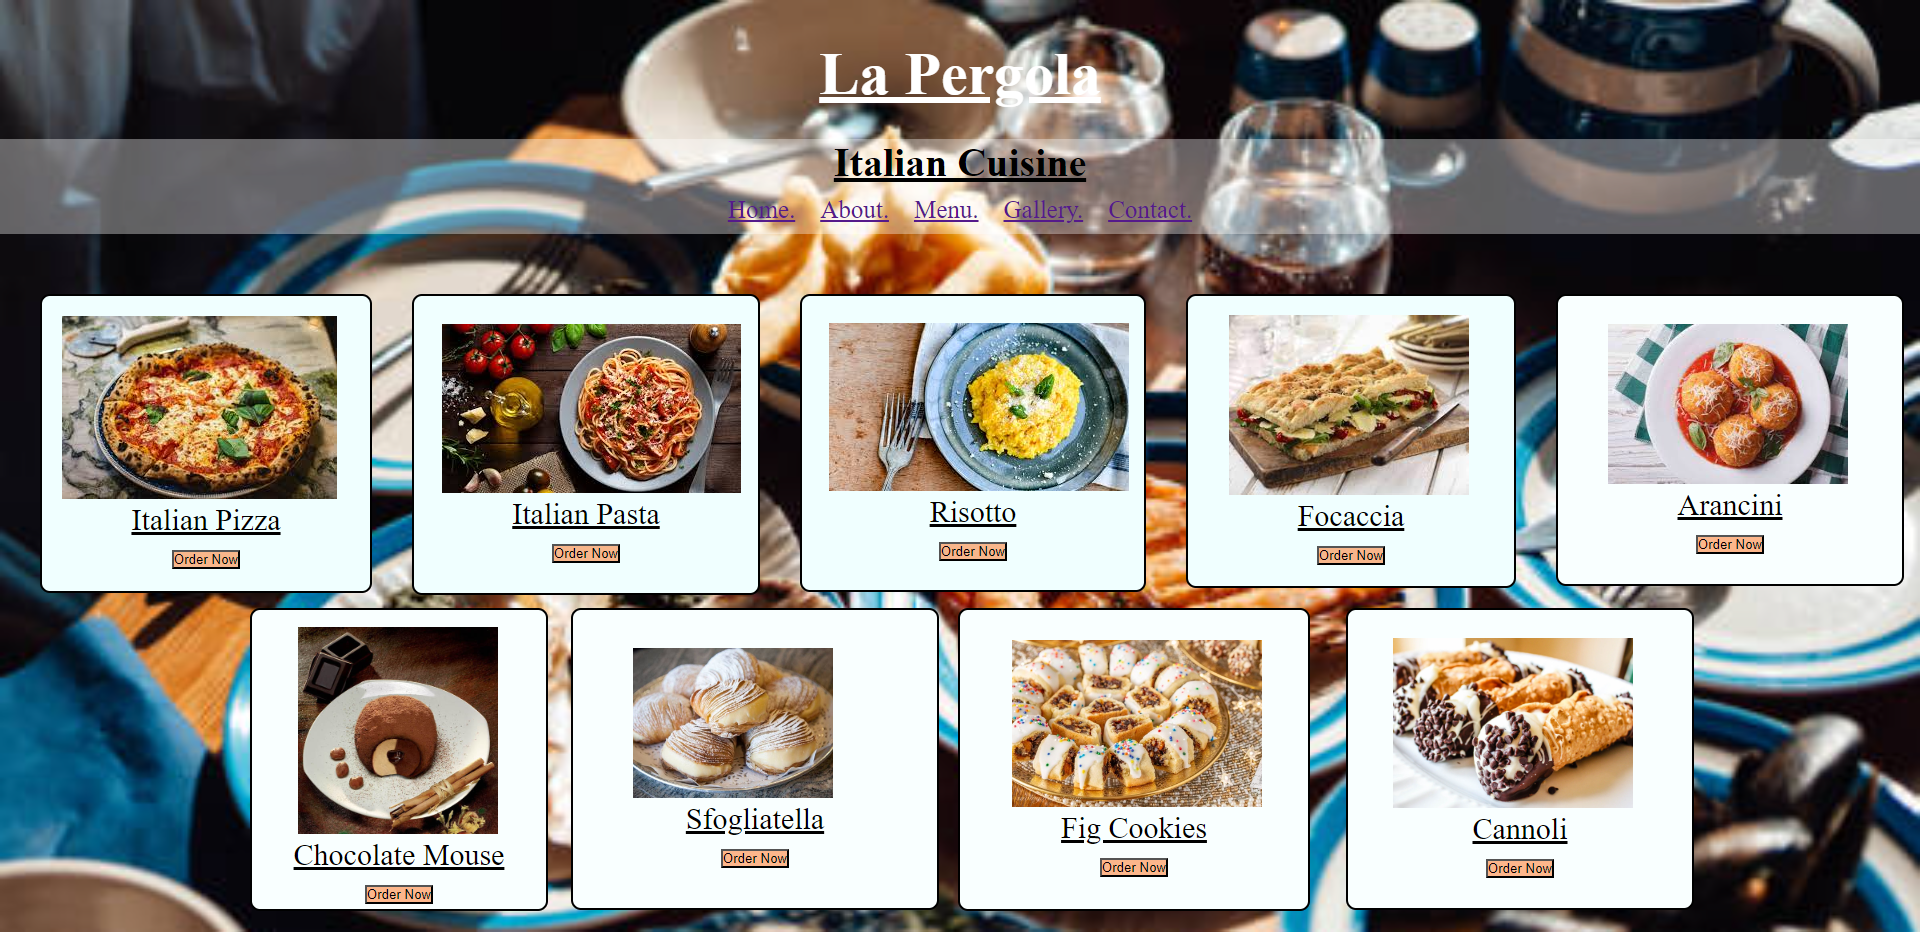 La Pergola
Italian Cuisine
Home. About. Menu. Gallery. Contact.
Italian Pizza
Order Now
Italian Pasta
Order Now
Risotto
Order Now
Focaccia
Order Now
Arancini
Order Now
Chocolate Mouse
Order Now
Sfogliatella
Order Now
Fig Cookies
Order Now
Cannoli
Order Now